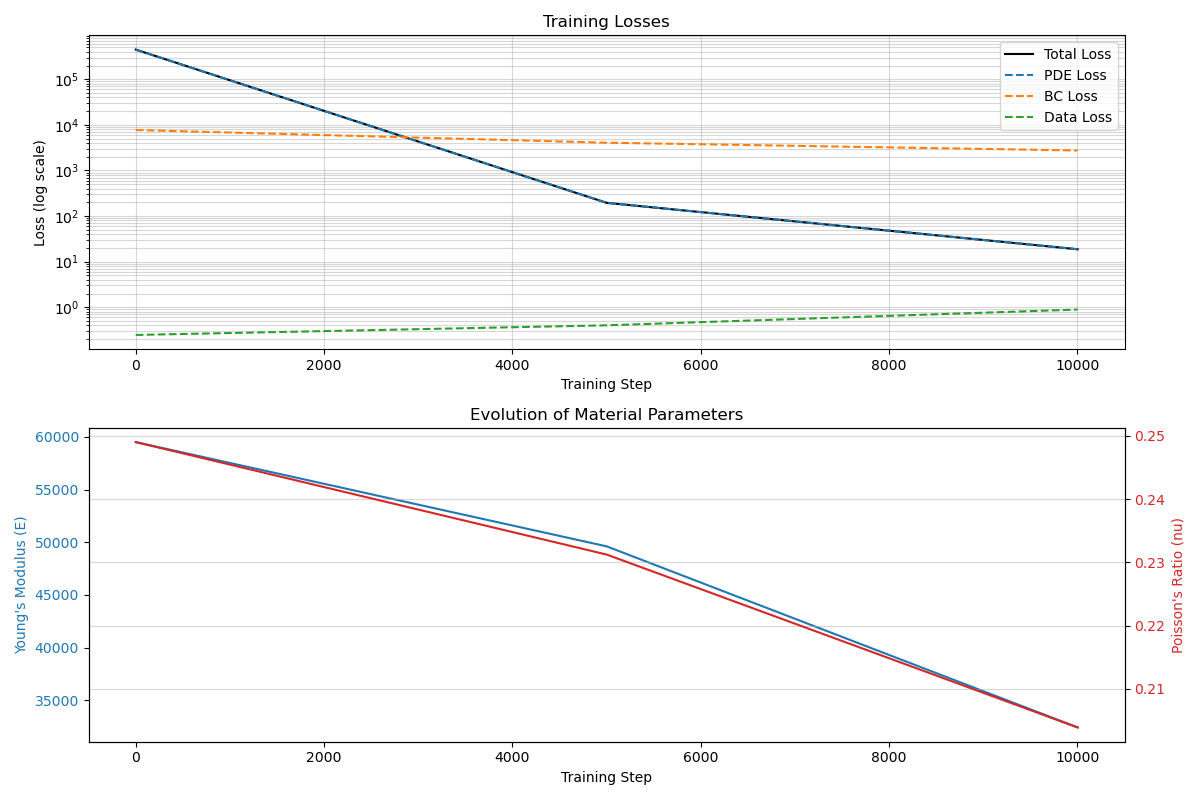 Training Losses
Loss (log scale)
10^5
10^4
10^3
10^2
10^1
10^0
Total Loss
PDE Loss
BC Loss
Data Loss
0 2000 4000 6000 8000 10000
Training Step
Evolution of Material Parameters
Young's Modulus (E)
60000
55000
50000
45000
40000
35000
0.25
0.24
0.23
0.22
0.21
Poisson's Ratio (nu)
0 2000 4000 6000 8000 10000
Training Step